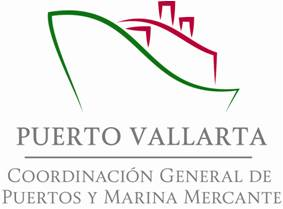 PUERTO VALLARTA
COORDINACIÓN GENERAL DE
PUERTOS Y MARINA MERCANTE